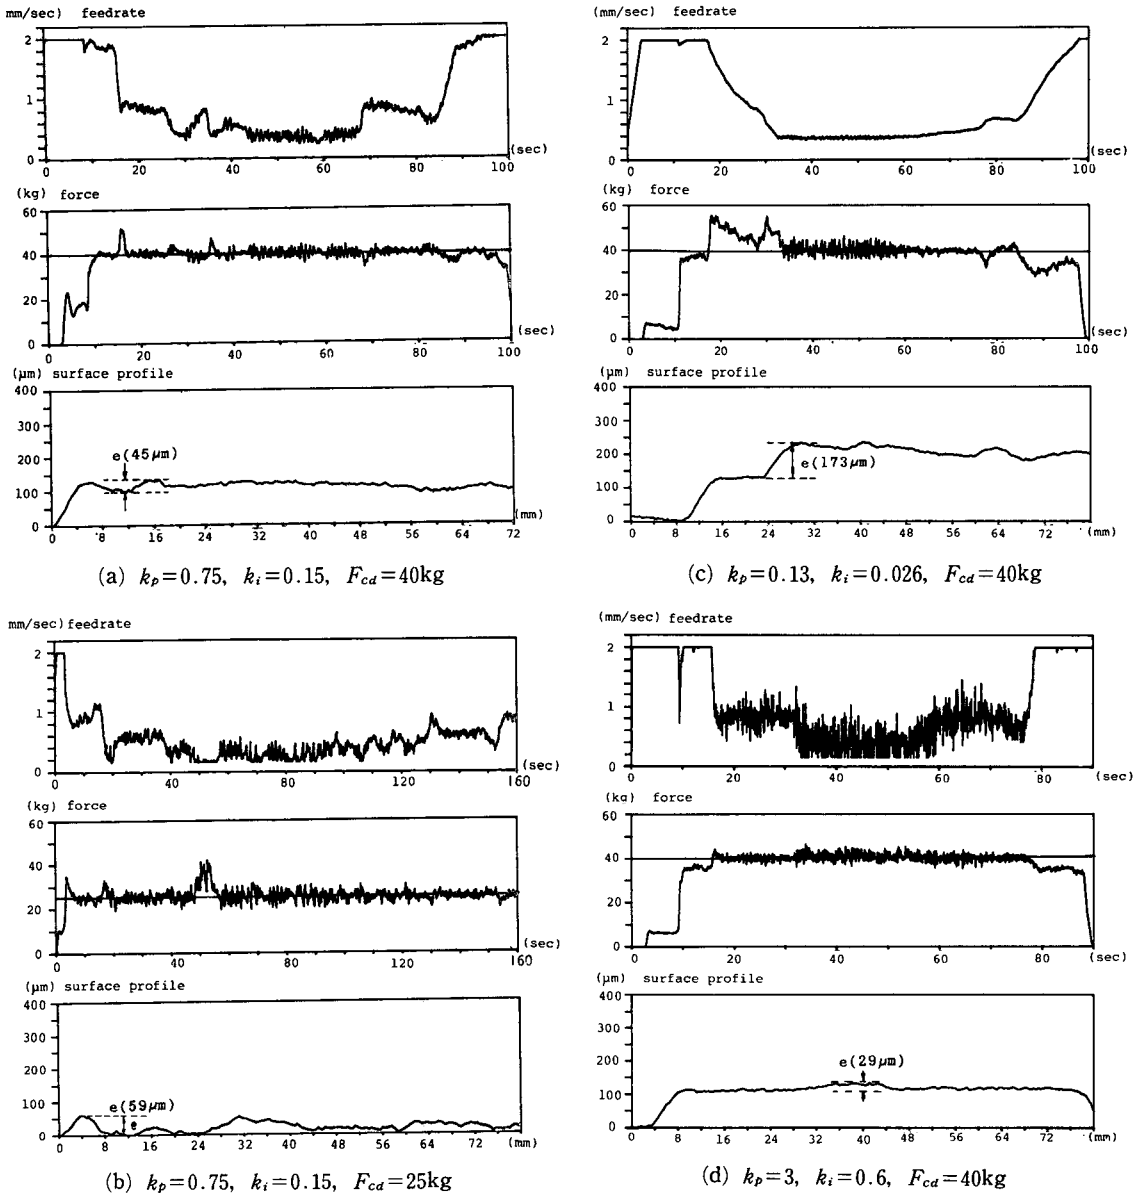 mm/sec) feedrate
2
1
0
0 20 40 60 80 100
(sec)
(kg) force
60
40
20
0
0 20 40 60 80 100
(sec)
(μm) surface profile
400
300
200
100
0
e(45μm)
0 8 16 24 32 40 48 56 64 72
(mm)
(a) kp=0.75, ki=0.15, Fcd=40kg
(mm/sec) feedrate
2
1
0
0 20 40 60 80 100
(sec)
(kg) force
60
40
20
0
0 20 40 60 80 100
(sec)
(μm) surface profile
400
300
200
100
0
e(173μm)
0 8 16 24 32 40 48 56 64 72 (mm)
(c) kp=0.13, ki=0.026, Fcd=40kg
mm/sec) feedrate
2
1
0
0 40 80 120 160
(sec)
(kg) force
60
40
20
0
0 40 80 120 160
(sec)
(μm) surface profile
400
300
200
100
0
e(59μm)
e
0 8 16 24 32 40 48 56 64 72 (mm)
(b) kp=0.75, ki=0.15, Fcd=25kg
(mm/sec) feedrate
2
1
0
0 20 40 60 80 (sec)
(kg) force
60
40
20
0
0 20 40 60 80 (sec)
(μm) surface profile
400
300
200
100
0
e(29μm)
0 8 16 24 32 40 48 56 64 72 (mm)
(d) kp=3, ki=0.6, Fcd=40kg